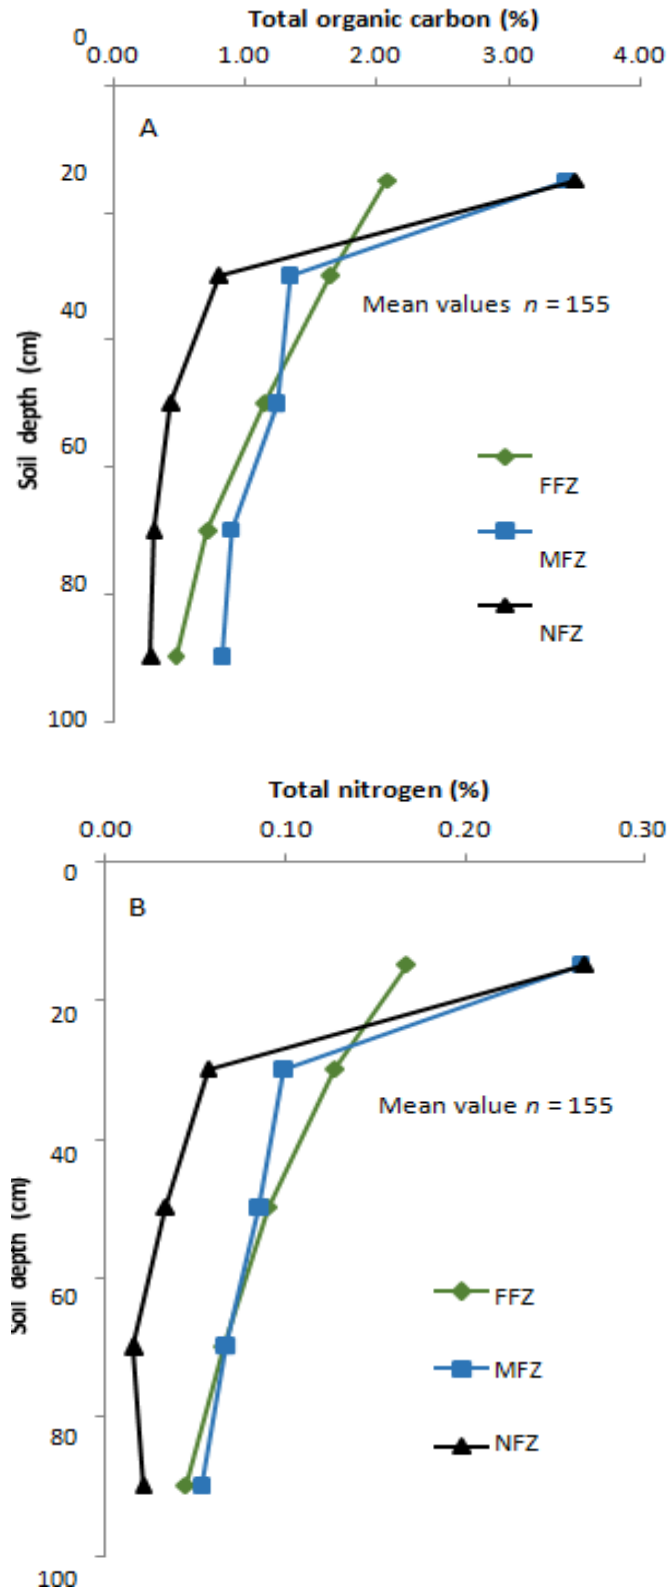 Total organic carbon (%)
0
0.00 1.00 2.00 3.00 4.00
A
20
Mean values n = 155
40
Soil depth (cm)
60
FFZ
MFZ
80
NFZ
100
Total nitrogen (%)
0.00 0.10 0.20 0.30
0
B
20
Mean value n = 155
40
Soil depth (cm)
60
FFZ
MFZ
80
NFZ
100